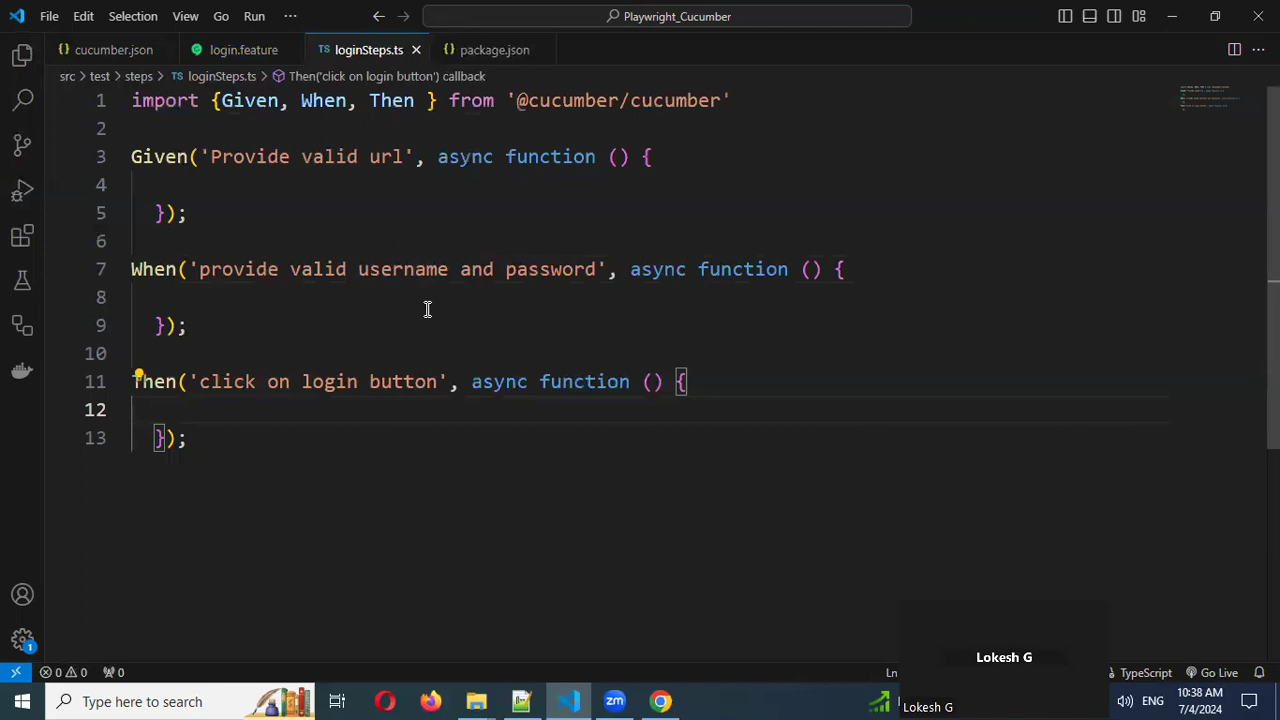 File Edit Selection View Go Run ··· Playwright_Cucumber
cucumber.json login.feature TS loginSteps.ts package.json
src > test > steps > TS loginSteps.ts > Then('click on login button') callback
1 import {Given, When, Then } from '@cucumber/cucumber'
2
3 Given('Provide valid url', async function () {
4
5 });
6
7 When('provide valid username and password', async function () {
8
9 });
10
11 Then('click on login button', async function () {
12
13 });
Lokesh G
1
0 0 0 Ln TypeScript Go Live
Type here to search
zm
Lokesh G
ENG
10:38 AM
7/4/2024